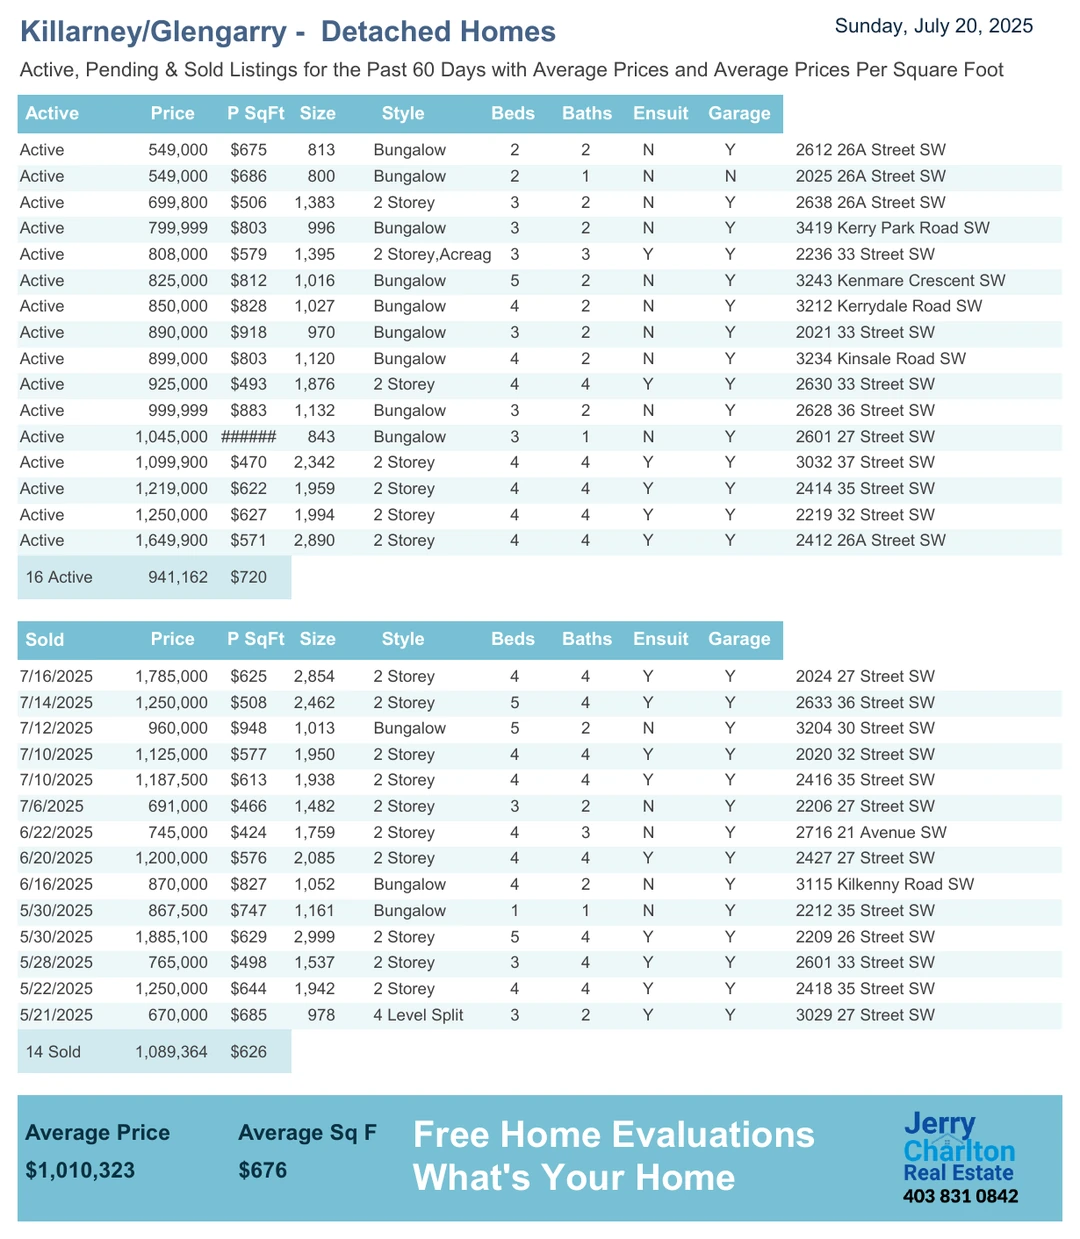 Killarney/Glengarry - Detached Homes
Sunday, July 20, 2025
Active, Pending & Sold Listings for the Past 60 Days with Average Prices and Average Prices Per Square Foot
Active Price P SqFt Size Style Beds Baths Ensuit Garage
Active 549,000 $675 813 Bungalow 2 2 N Y 2612 26A Street SW
Active 549,000 $686 800 Bungalow 2 1 N N 2025 26A Street SW
Active 699,800 $506 1,383 2 Storey 3 2 N Y 2638 26A Street SW
Active 799,999 $803 996 Bungalow 3 2 N Y 3419 Kerry Park Road SW
Active 808,000 $579 1,395 2 Storey,Acreag 3 3 Y Y 2236 33 Street SW
Active 825,000 $812 1,016 Bungalow 5 2 N Y 3243 Kenmare Crescent SW
Active 850,000 $828 1,027 Bungalow 4 2 N Y 3212 Kerrydale Road SW
Active 890,000 $918 970 Bungalow 3 2 N Y 2021 33 Street SW
Active 899,000 $803 1,120 Bungalow 4 2 N Y 3234 Kinsale Road SW
Active 925,000 $493 1,876 2 Storey 4 4 Y Y 2630 33 Street SW
Active 999,999 $883 1,132 Bungalow 3 2 N Y 2628 36 Street SW
Active 1,045,000 ###### 843 Bungalow 3 1 N Y 2601 27 Street SW
Active 1,099,900 $470 2,342 2 Storey 4 4 Y Y 3032 37 Street SW
Active 1,219,000 $622 1,959 2 Storey 4 4 Y Y 2414 35 Street SW
Active 1,250,000 $627 1,994 2 Storey 4 4 Y Y 2219 32 Street SW
Active 1,649,900 $571 2,890 2 Storey 4 4 Y Y 2412 26A Street SW
16 Active 941,162 $720
Sold Price P SqFt Size Style Beds Baths Ensuit Garage
7/16/2025 1,785,000 $625 2,854 2 Storey 4 4 Y Y 2024 27 Street SW
7/14/2025 1,250,000 $508 2,462 2 Storey 5 4 Y Y 2633 36 Street SW
7/12/2025 960,000 $948 1,013 Bungalow 5 2 N Y 3204 30 Street SW
7/10/2025 1,125,000 $577 1,950 2 Storey 4 4 Y Y 2020 32 Street SW
7/10/2025 1,187,500 $613 1,938 2 Storey 4 4 Y Y 2416 35 Street SW
7/6/2025 691,000 $466 1,482 2 Storey 3 2 N Y 2206 27 Street SW
6/22/2025 745,000 $424 1,759 2 Storey 4 3 N Y 2716 21 Avenue SW
6/20/2025 1,200,000 $576 2,085 2 Storey 4 4 Y Y 2427 27 Street SW
6/16/2025 870,000 $827 1,052 Bungalow 4 2 N Y 3115 Kilkenny Road SW
5/30/2025 867,500 $747 1,161 Bungalow 1 1 N Y 2212 35 Street SW
5/30/2025 1,885,100 $629 2,999 2 Storey 5 4 Y Y 2209 26 Street SW
5/28/2025 765,000 $498 1,537 2 Storey 3 4 Y Y 2601 33 Street SW
5/22/2025 1,250,000 $644 1,942 2 Storey 4 4 Y Y 2418 35 Street SW
5/21/2025 670,000 $685 978 4 Level Split 3 2 Y Y 3029 27 Street SW
14 Sold 1,089,364 $626
Average Price Average Sq F
$1,010,323 $676
Free Home Evaluations
What's Your Home
Jerry
Charlton
Real Estate
403 831 0842